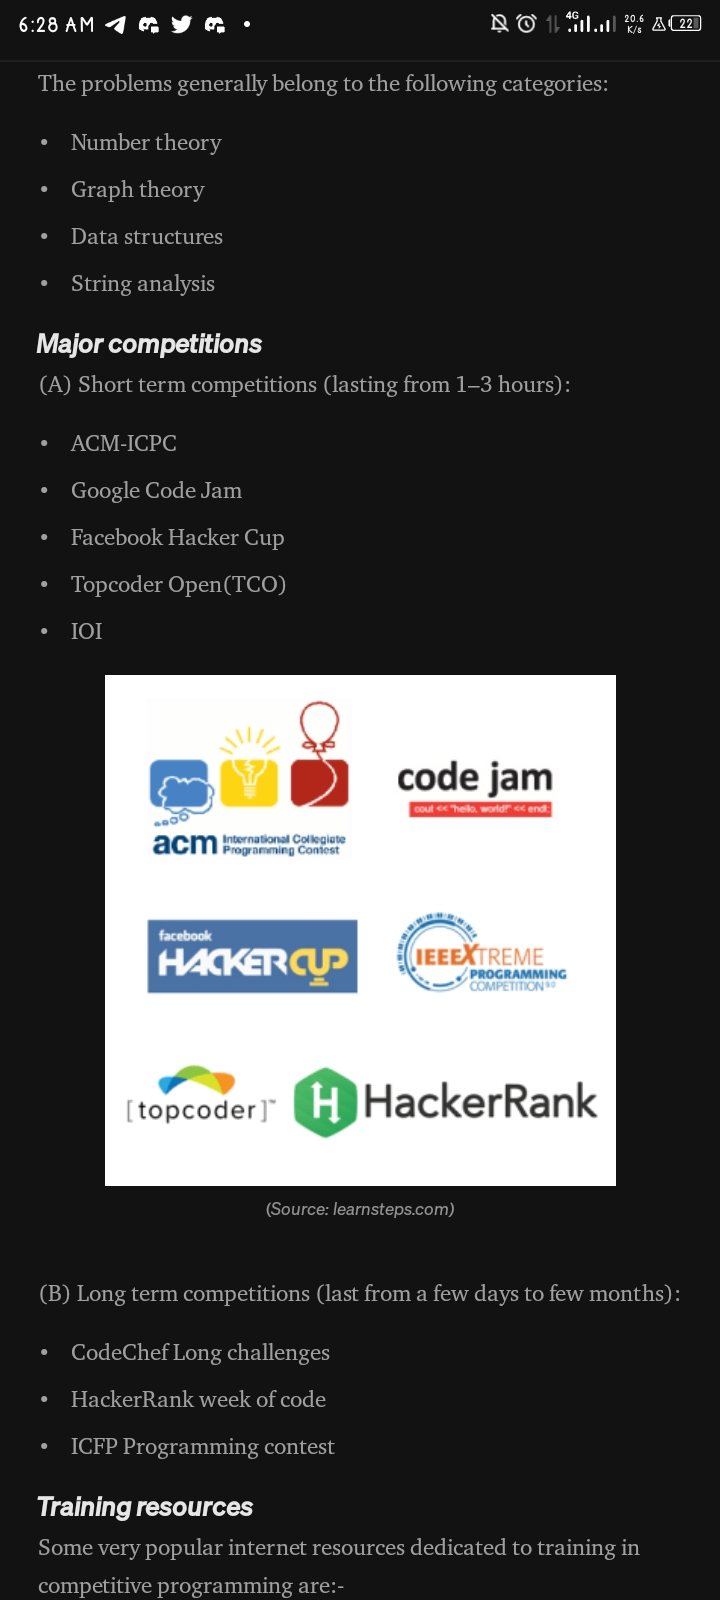 6:28 AM
4G
20.6
K/s
22
The problems generally belong to the following categories:
• Number theory
• Graph theory
• Data structures
• String analysis
Major competitions
(A) Short term competitions (lasting from 1–3 hours):
• ACM-ICPC
• Google Code Jam
• Facebook Hacker Cup
• Topcoder Open(TCO)
• IOI
acm International Collegiate
Programming Contest
code jam
cout << "hello, world!" << endl;
facebook
HACKERCUP
IEEEXTREME
PROGRAMMING
COMPETITION 9.0
[topcoder]™
H HackerRank
(Source: learnsteps.com)
(B) Long term competitions (last from a few days to few months):
• CodeChef Long challenges
• HackerRank week of code
• ICFP Programming contest
Training resources
Some very popular internet resources dedicated to training in
competitive programming are:-